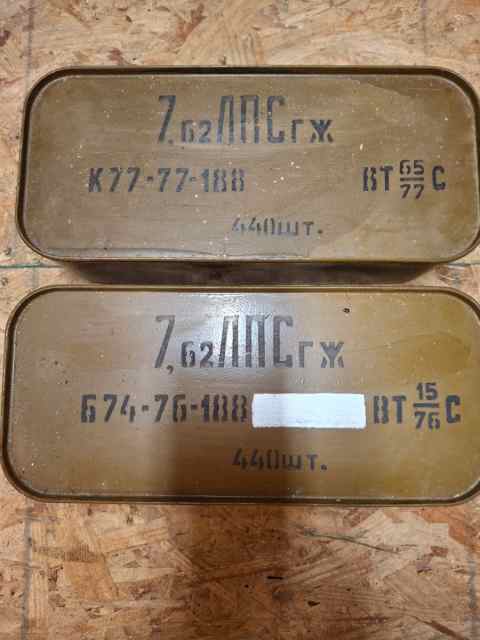 7,62ЛПСгж
К77-77-188 ВТ 65/77 С
440шт.
7,62ЛПСгж
Б74-76-188 ВТ 15/76 С
440шт.